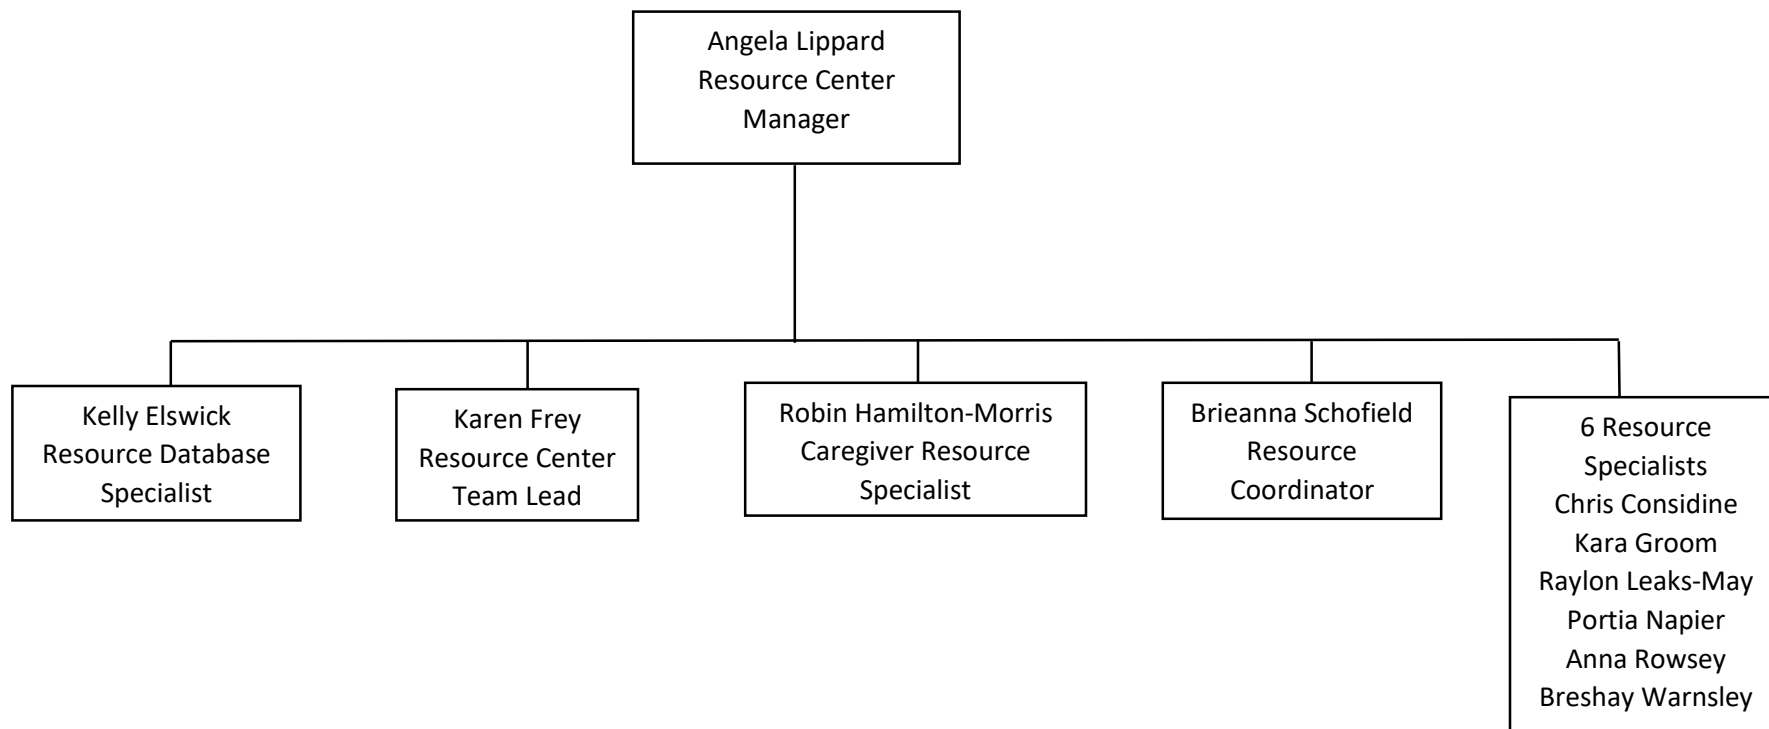 Angela Lippard
Resource Center
Manager
Kelly Elswick
Resource Database
Specialist
Karen Frey
Resource Center
Team Lead
Robin Hamilton-Morris
Caregiver Resource
Specialist
Brieanna Schofield
Resource
Coordinator
6 Resource
Specialists
Chris Considine
Kara Groom
Raylon Leaks-May
Portia Napier
Anna Rowsey
Breshay Warnsley